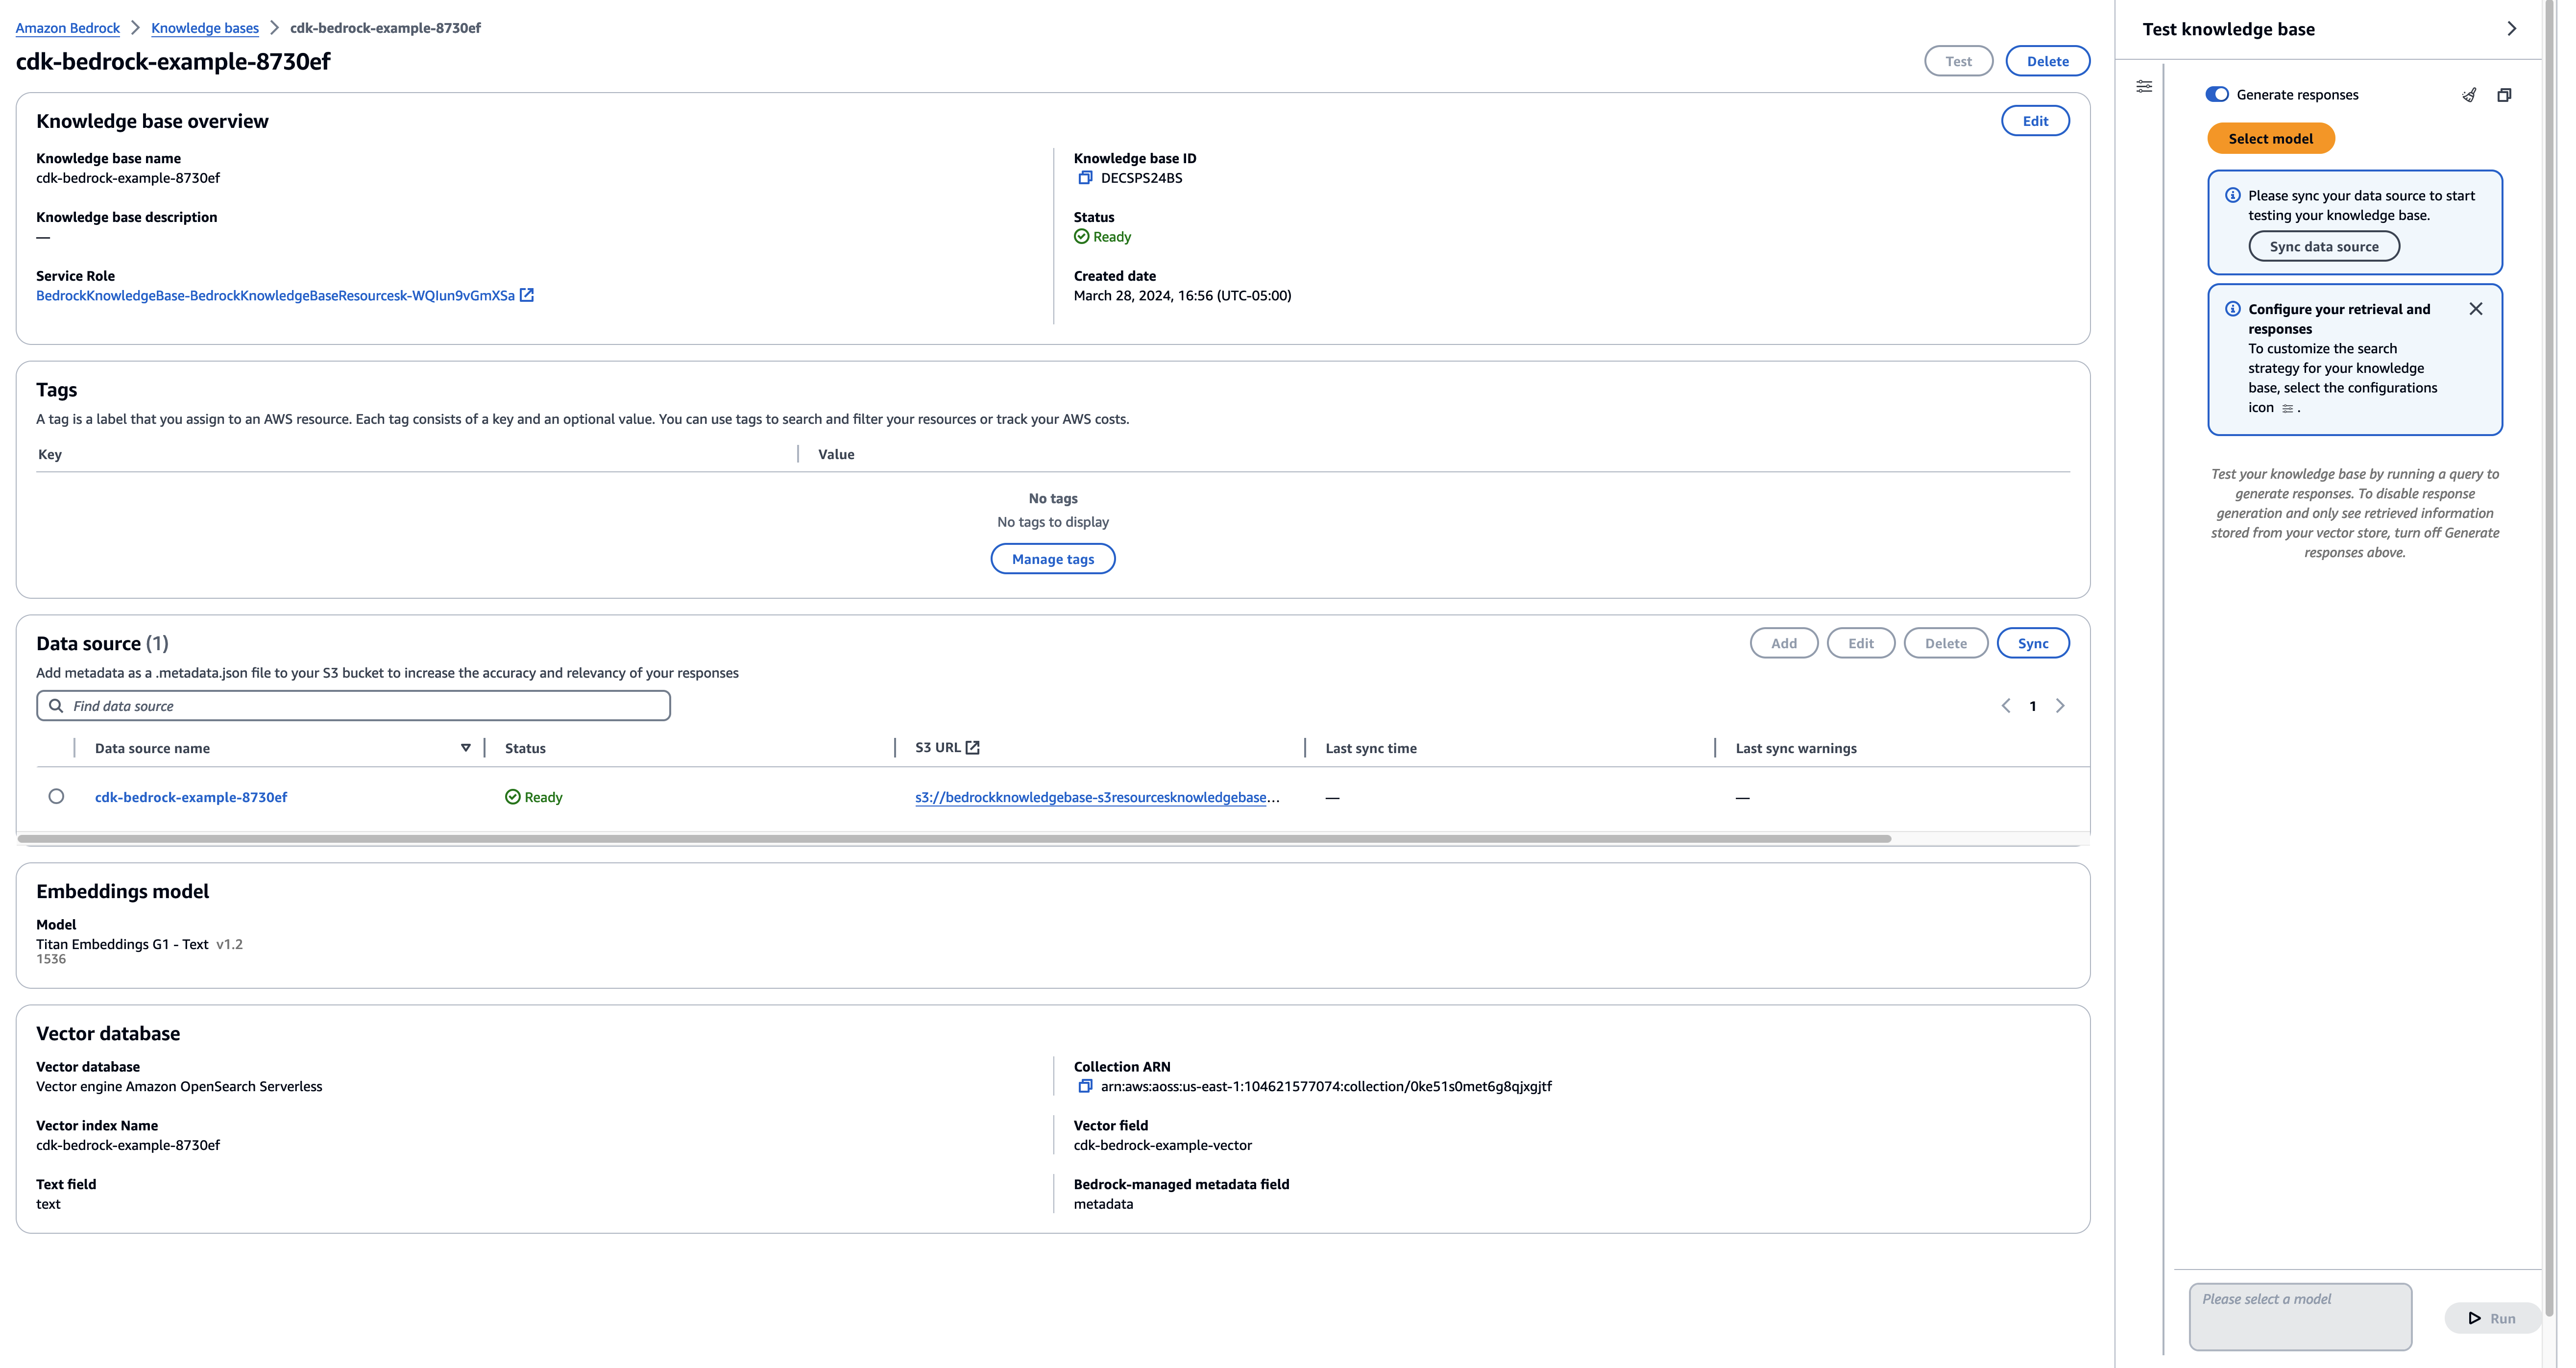 Amazon Bedrock > Knowledge bases > cdk-bedrock-example-8730ef
cdk-bedrock-example-8730ef
Test
Delete
Knowledge base overview
Edit
Knowledge base name
cdk-bedrock-example-8730ef
Knowledge base description
—
Service Role
BedrockKnowledgeBase-BedrockKnowledgeBaseResourcesk-WQIun9vGmXSa
Knowledge base ID
DECSPS24BS
Status
Ready
Created date
March 28, 2024, 16:56 (UTC-05:00)
Tags
A tag is a label that you assign to an AWS resource. Each tag consists of a key and an optional value. You can use tags to search and filter your resources or track your AWS costs.
Key
Value
No tags
No tags to display
Manage tags
Data source (1)
Add
Edit
Delete
Sync
Add metadata as a .metadata.json file to your S3 bucket to increase the accuracy and relevancy of your responses
Find data source
1
Data source name
Status
S3 URL
Last sync time
Last sync warnings
cdk-bedrock-example-8730ef
Ready
s3://bedrockknowledgebase-s3resourcesknowledgebase...
—
—
Embeddings model
Model
Titan Embeddings G1 - Text v1.2
1536
Vector database
Vector database
Vector engine Amazon OpenSearch Serverless
Collection ARN
arn:aws:aoss:us-east-1:104621577074:collection/0ke51s0met6g8qjxgjtf
Vector index Name
cdk-bedrock-example-8730ef
Vector field
cdk-bedrock-example-vector
Text field
text
Bedrock-managed metadata field
metadata
Test knowledge base
Generate responses
Select model
Please sync your data source to start
testing your knowledge base.
Sync data source
Configure your retrieval and
responses
To customize the search
strategy for your knowledge
base, select the configurations
icon .
Test your knowledge base by running a query to
generate responses. To disable response
generation and only see retrieved information
stored from your vector store, turn off Generate
responses above.
Please select a model
Run